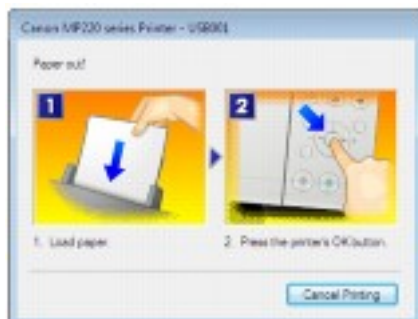 Canon MP220 series Printer - USB001
Paper out!
1 2
1. Load paper.
2. Press the printer's OK button.
Cancel Printing